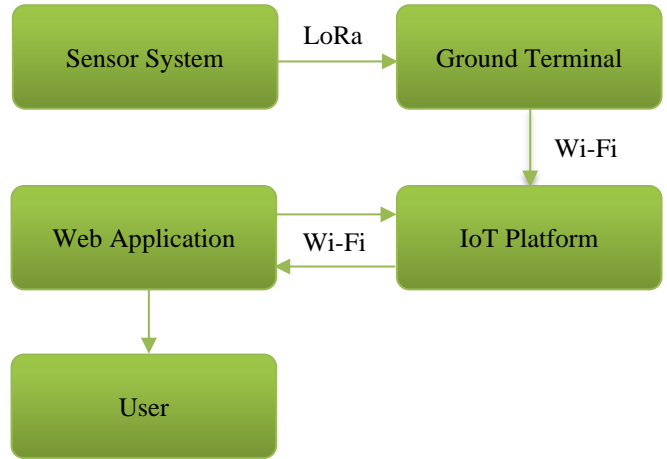 LoRa
Sensor System
Ground Terminal
Wi-Fi
Web Application
Wi-Fi
IoT Platform
User